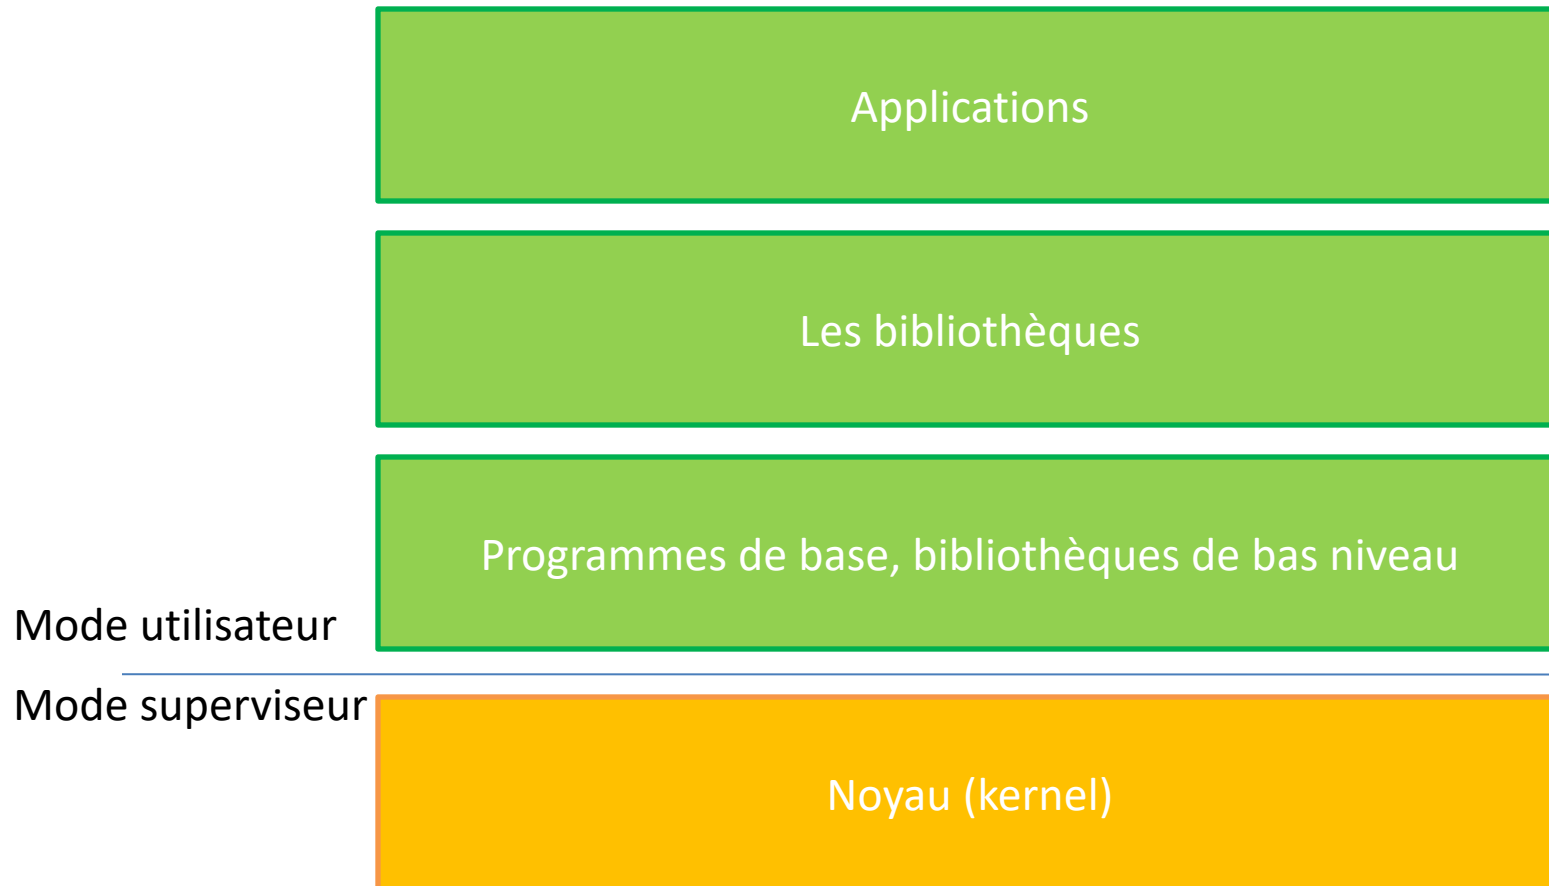 Applications
Les bibliothèques
Programmes de base, bibliothèques de bas niveau
Mode utilisateur
Mode superviseur
Noyau (kernel)